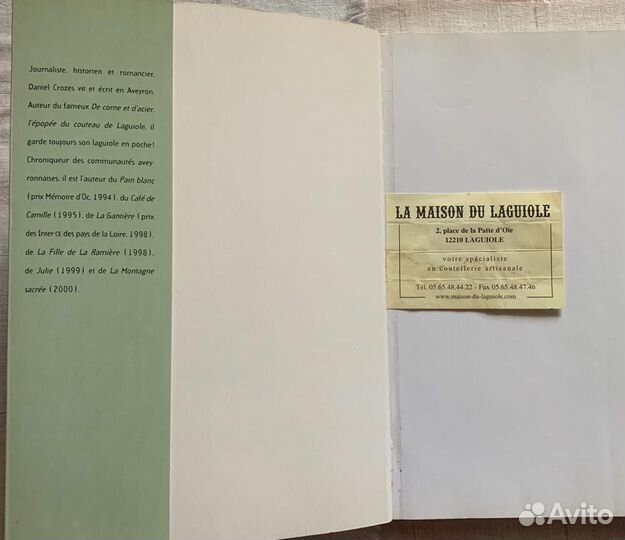 Journaliste, historien et romancier,
Daniel Crozes vit et écrit en Aveyron.
Auteur du fameux De corne et d'acier,
l'épopée du couteau de Laguiole, il
garde toujours son laguiole en poche!
Chroniqueur des communautés avey-
ronnaises, il est l'auteur du Pain blanc
(prix Mémoire d'Oc, 1994), du Café de
Camille (1995), de La Gantière (prix
des Inter CE des pays de la Loire, 1998),
de La Fille de La Ramière (1998),
de Julie (1999) et de La Montagne
sacrée (2000).
LA MAISON DU LAGUIOLE
2, place de la Patte d'Oie
12210 LAGUIOLE
votre spécialiste
en coutellerie artisanale
Tél. 05.65.48.44.22 - Fax 05.65.48.47.46
www.maison-du-laguiole.com
Avito